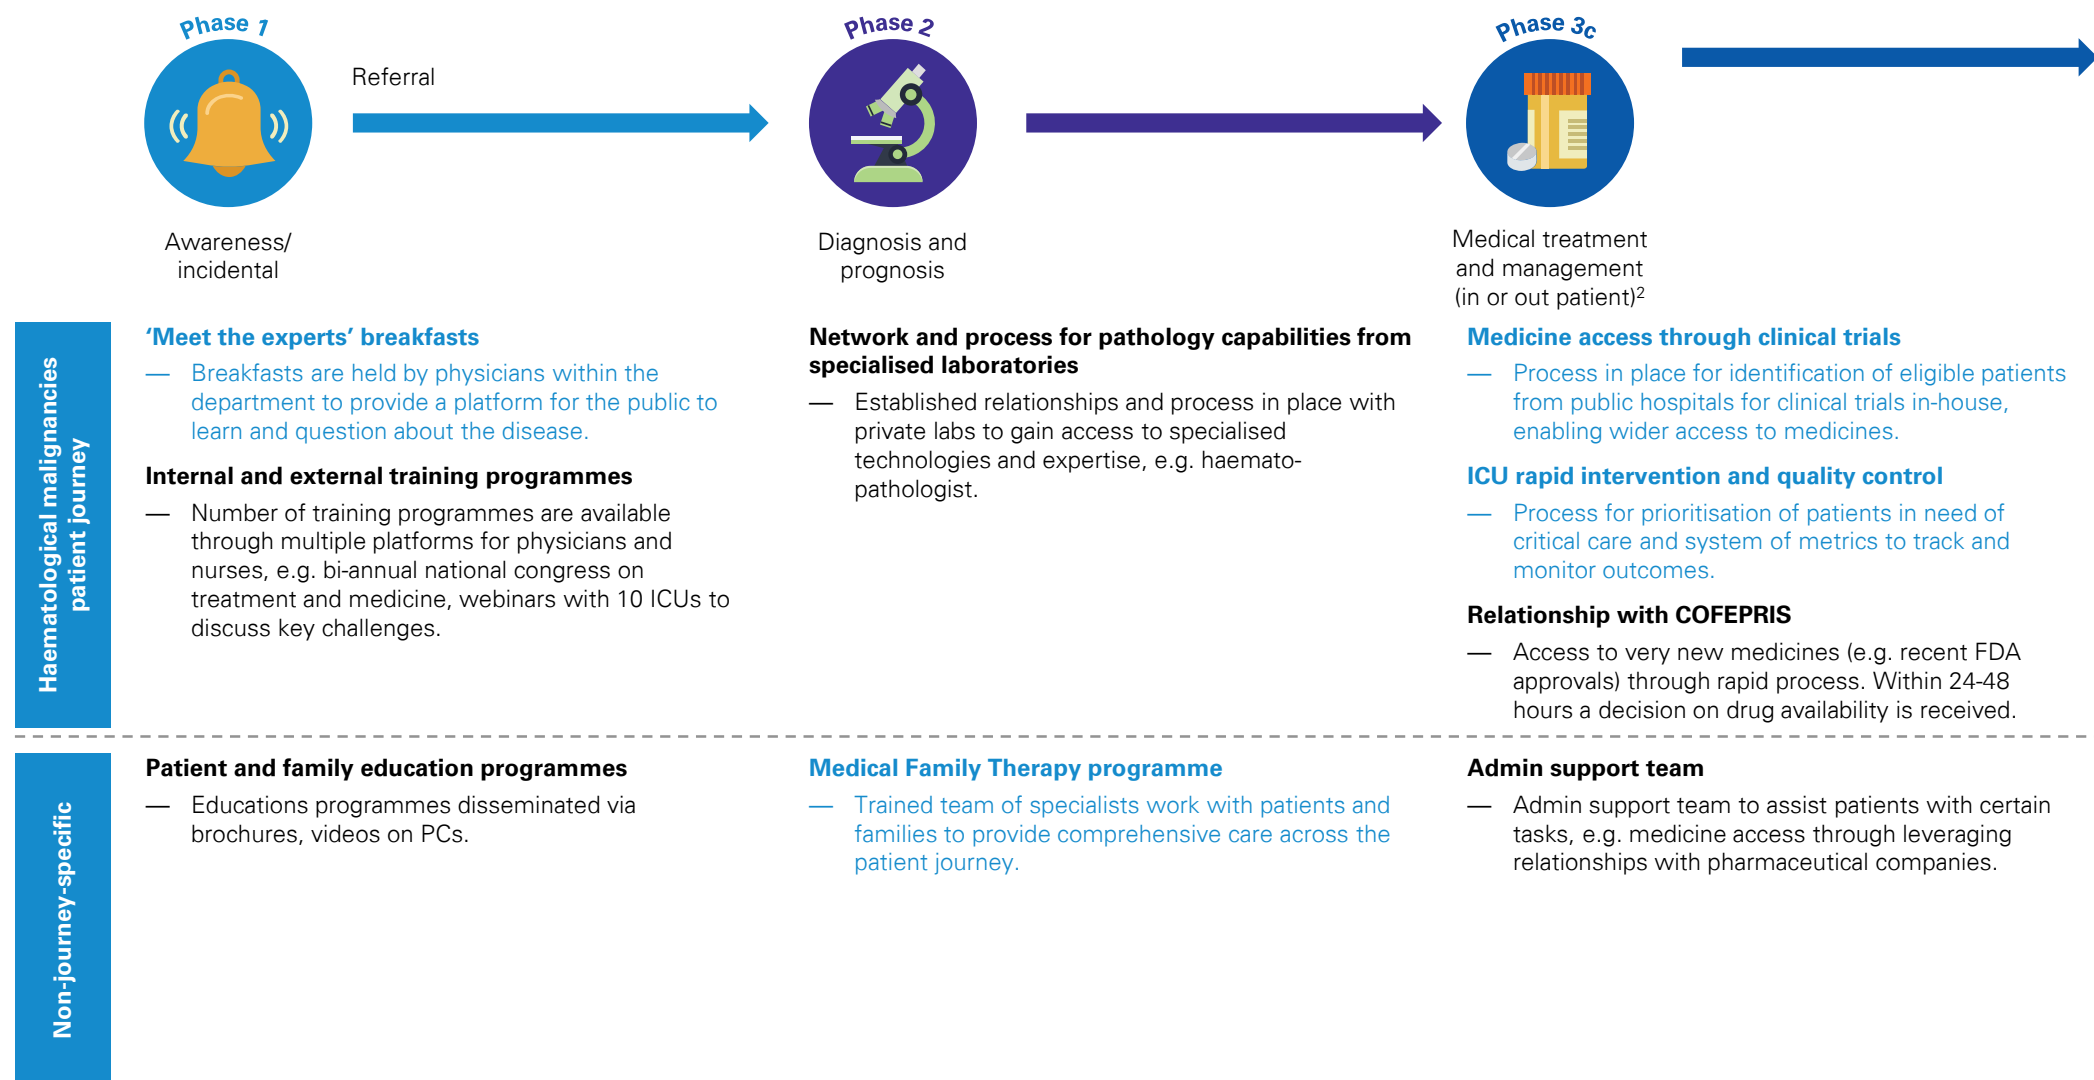 Phase 1
Referral
Awareness/
incidental
Phase 2
Diagnosis and
prognosis
Phase 3c
Medical treatment
and management
(in or out patient)2
Haematological malignancies
patient journey
‘Meet the experts’ breakfasts
— Breakfasts are held by physicians within the
department to provide a platform for the public to
learn and question about the disease.
Internal and external training programmes
— Number of training programmes are available
through multiple platforms for physicians and
nurses, e.g. bi-annual national congress on
treatment and medicine, webinars with 10 ICUs to
discuss key challenges.
Network and process for pathology capabilities from
specialised laboratories
— Established relationships and process in place with
private labs to gain access to specialised
technologies and expertise, e.g. haemato-
pathologist.
Medicine access through clinical trials
— Process in place for identification of eligible patients
from public hospitals for clinical trials in-house,
enabling wider access to medicines.
ICU rapid intervention and quality control
— Process for prioritisation of patients in need of
critical care and system of metrics to track and
monitor outcomes.
Relationship with COFEPRIS
— Access to very new medicines (e.g. recent FDA
approvals) through rapid process. Within 24-48
hours a decision on drug availability is received.
Non-journey-specific
Patient and family education programmes
— Educations programmes disseminated via
brochures, videos on PCs.
Medical Family Therapy programme
— Trained team of specialists work with patients and
families to provide comprehensive care across the
patient journey.
Admin support team
— Admin support team to assist patients with certain
tasks, e.g. medicine access through leveraging
relationships with pharmaceutical companies.